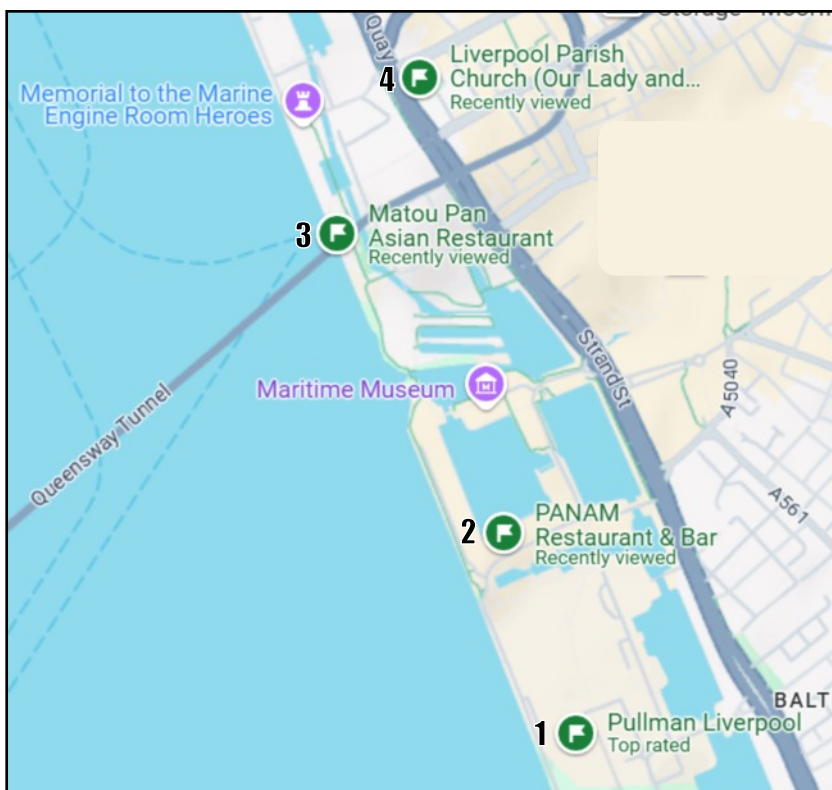 Quay
4
Liverpool Parish
Church (Our Lady and...
Recently viewed
Memorial to the Marine
Engine Room Heroes
3
Matou Pan
Asian Restaurant
Recently viewed
Strand St
Maritime Museum
A5040
Queensway Tunnel
A561
2
PANAM
Restaurant & Bar
Recently viewed
BALT
1
Pullman Liverpool
Top rated